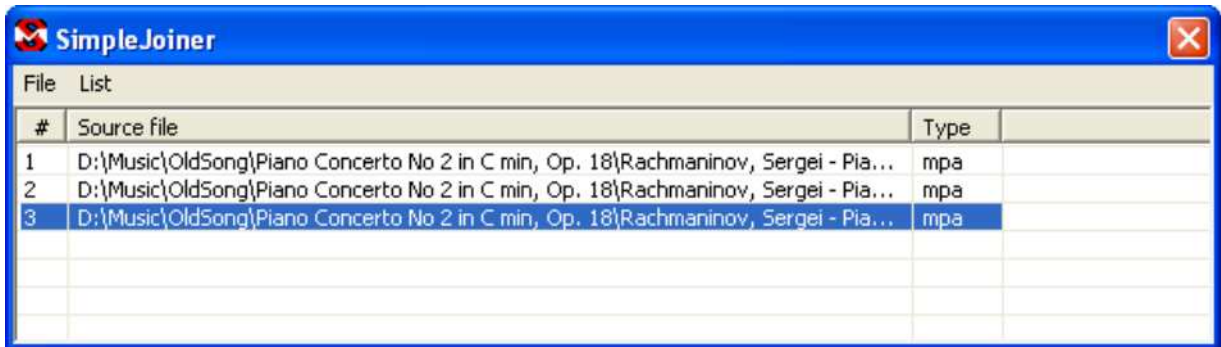 SimpleJoiner
File List
# Source file Type
1 D:\Music\OldSong\Piano Concerto No 2 in C min, Op. 18\Rachmaninov, Sergei - Pia... mpa
2 D:\Music\OldSong\Piano Concerto No 2 in C min, Op. 18\Rachmaninov, Sergei - Pia... mpa
3 D:\Music\OldSong\Piano Concerto No 2 in C min, Op. 18\Rachmaninov, Sergei - Pia... mpa